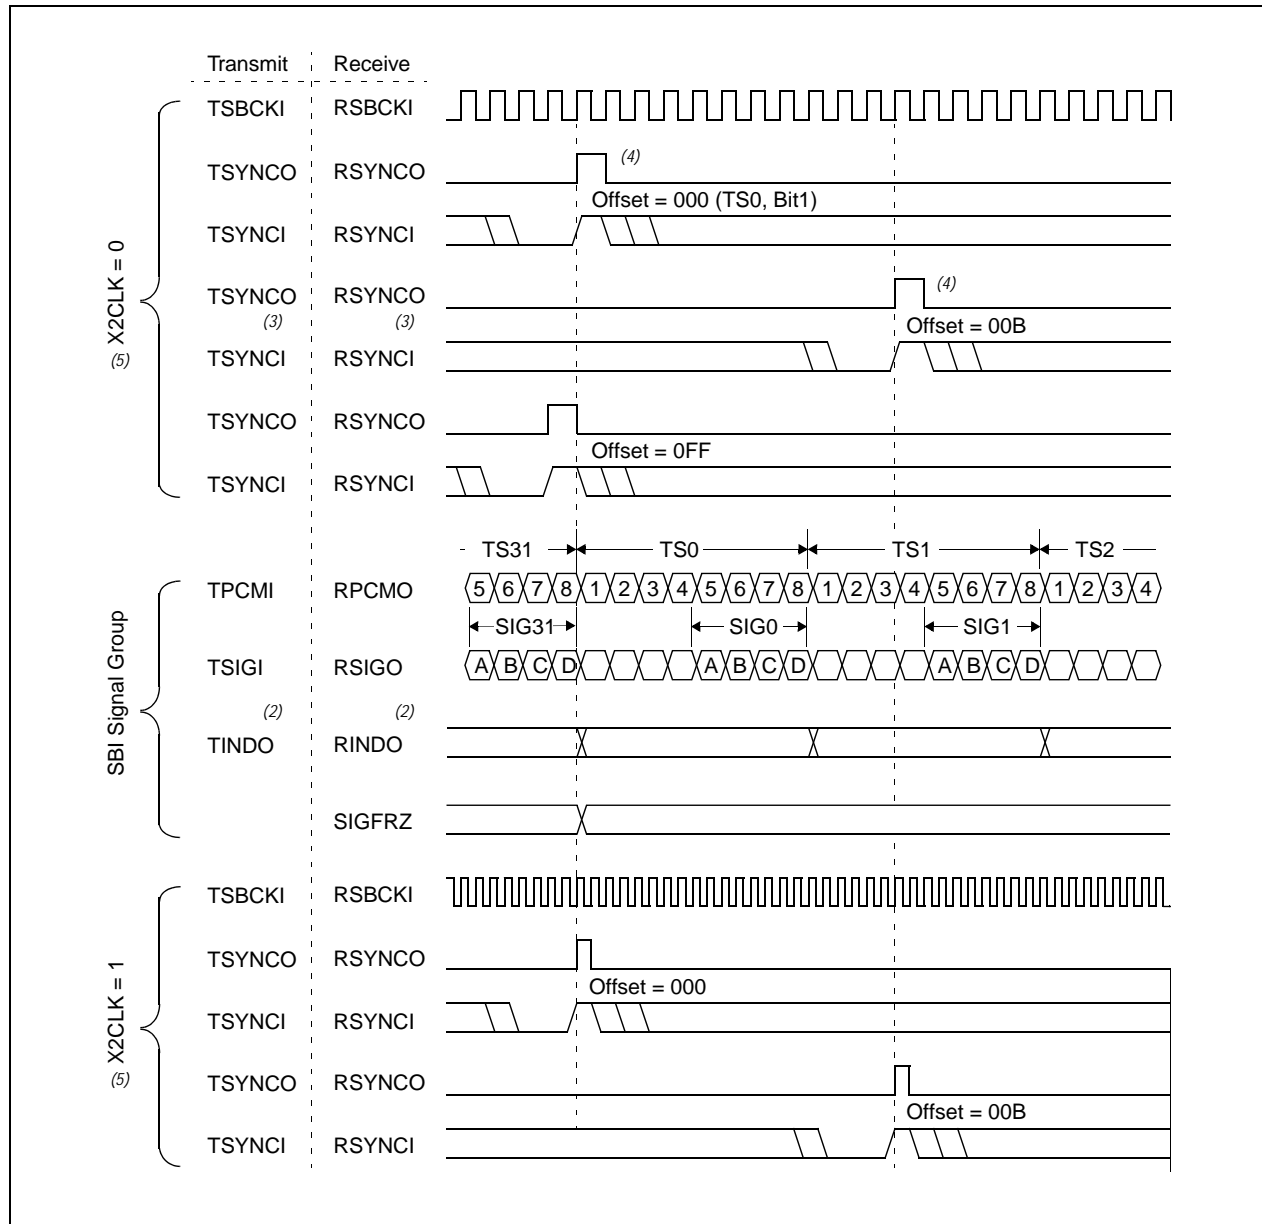 Transmit Receive
TSBCKI RSBCKI
TSYNCO RSYNCO (4)
Offset = 000 (TS0, Bit1)
TSYNCI RSYNCI
TSYNCO RSYNCO (4)
(3) (3) Offset = 00B
TSYNCI RSYNCI
TSYNCO RSYNCO
Offset = 0FF
TSYNCI RSYNCI
(5) X2CLK = 0
TS31 TS0 TS1 TS2
TPCMI RPCMO 5 6 7 8 1 2 3 4 5 6 7 8 1 2 3 4 5 6 7 8 1 2 3 4
SIG31 SIG0 SIG1
TSIGI RSIGO A B C D A B C D A B C D
(2) (2)
TINDO RINDO
SIGFRZ
SBI Signal Group
TSBCKI RSBCKI
TSYNCO RSYNCO
Offset = 000
TSYNCI RSYNCI
TSYNCO RSYNCO
Offset = 00B
TSYNCI RSYNCI
(5) X2CLK = 1